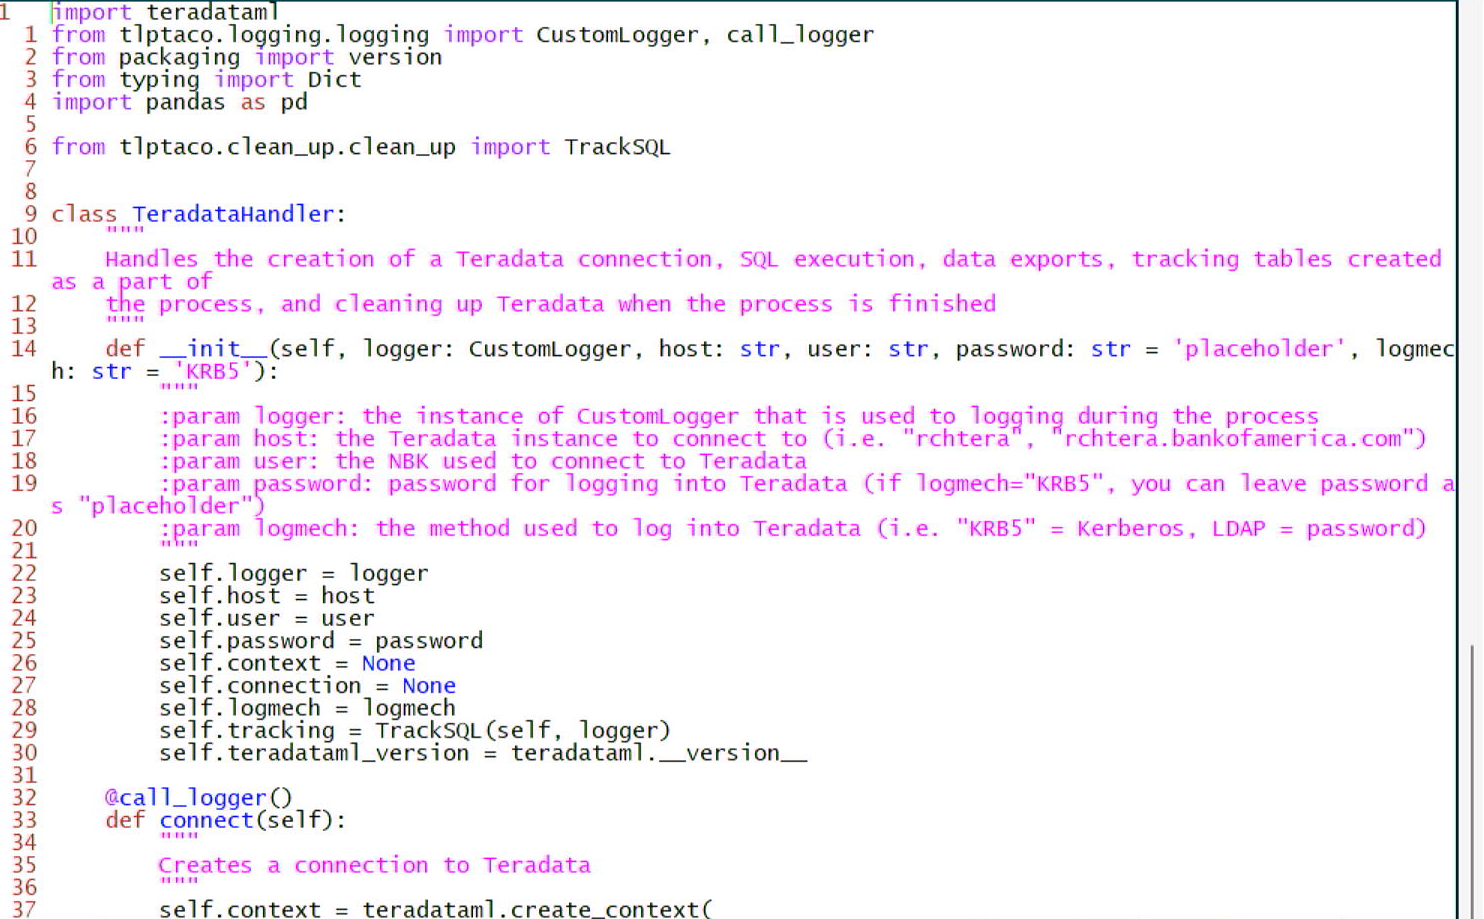 1 import teradataml
1 from tlptaco.logging.logging import CustomLogger, call_logger
2 from packaging import version
3 from typing import Dict
4 import pandas as pd
5
6 from tlptaco.clean_up.clean_up import TrackSQL
7
8
9 class TeradataHandler:
10     """
11     Handles the creation of a Teradata connection, SQL execution, data exports, tracking tables created
as a part of
12     the process, and cleaning up Teradata when the process is finished
13     """
14     def __init__(self, logger: CustomLogger, host: str, user: str, password: str = 'placeholder', logmec
h: str = 'KRB5'):
15         """
16         :param logger: the instance of CustomLogger that is used to logging during the process
17         :param host: the Teradata instance to connect to (i.e. "rchtera", "rchtera.bankofamerica.com")
18         :param user: the NBK used to connect to Teradata
19         :param password: password for logging into Teradata (if logmech="KRB5", you can leave password a
s "placeholder")
20         :param logmech: the method used to log into Teradata (i.e. "KRB5" = Kerberos, LDAP = password)
21         """
22         self.logger = logger
23         self.host = host
24         self.user = user
25         self.password = password
26         self.context = None
27         self.connection = None
28         self.logmech = logmech
29         self.tracking = TrackSQL(self, logger)
30         self.teradataml_version = teradataml.__version__
31
32     @call_logger()
33     def connect(self):
34         """
35         Creates a connection to Teradata
36         """
37         self.context = teradataml.create_context(